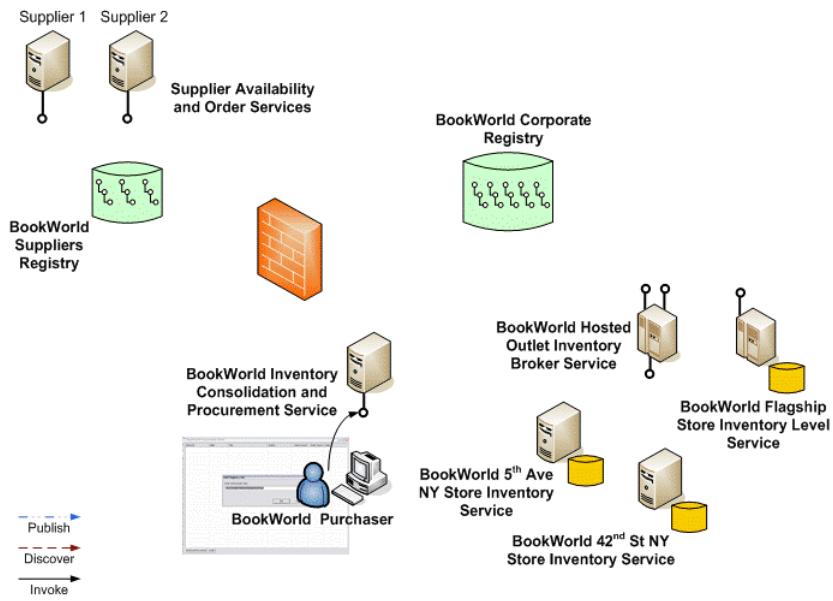 Supplier 1 Supplier 2
Supplier Availability
and Order Services
BookWorld Corporate
Registry
BookWorld
Suppliers
Registry
BookWorld Hosted
Outlet Inventory
Broker Service
BookWorld Inventory
Consolidation and
Procurement Service
BookWorld Flagship
Store Inventory Level
Service
BookWorld 5th Ave
NY Store Inventory
Service
BookWorld Purchaser
BookWorld 42nd St NY
Store Inventory Service
Publish
Discover
Invoke